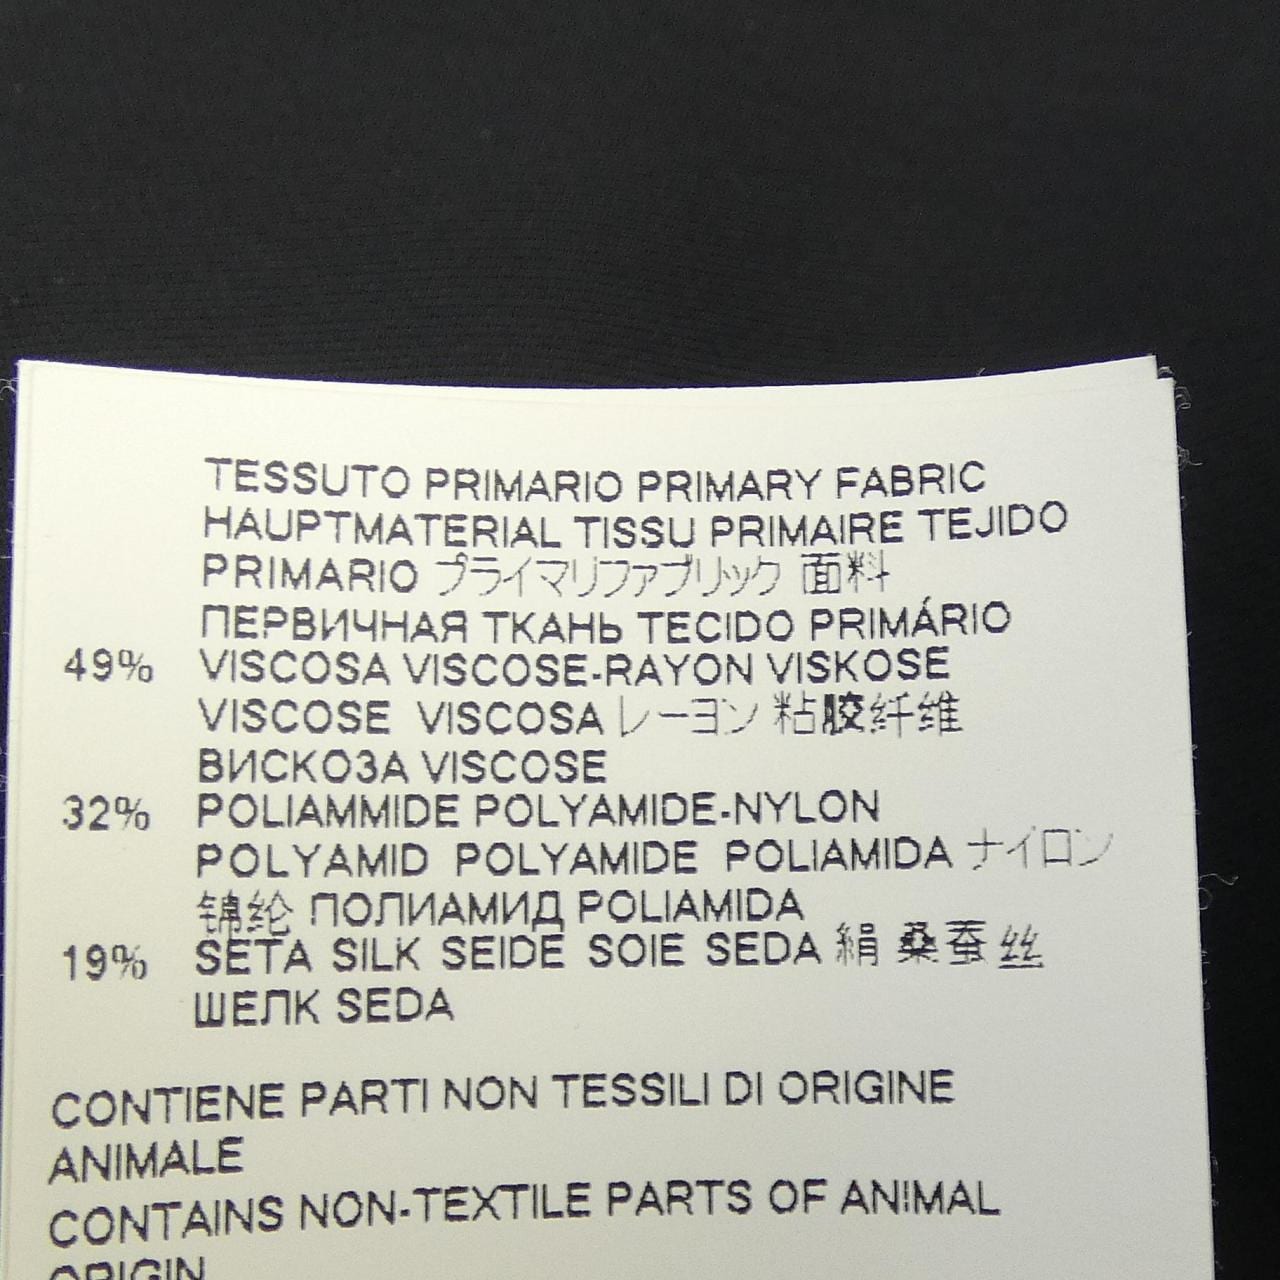 TESSUTO PRIMARIO PRIMARY FABRIC
HAUPTMATERIAL TISSU PRIMAIRE TEJIDO
PRIMARIO プライマリファブリック 面料
ПЕРВИЧНАЯ ТКАНЬ TECIDO PRIMÁRIO
49% VISCOSA VISCOSE-RAYON VISKOSE
VISCOSE VISCOSA レーヨン 粘胶纤维
ВИСКОЗА VISCOSE
32% POLIAMMIDE POLYAMIDE-NYLON
POLYAMID POLYAMIDE POLIAMIDA ナイロン
锦纶 ПОЛИАМИД POLIAMIDA
19% SETA SILK SEIDE SOIE SEDA 絹 桑蚕丝
ШЕЛК SEDA
CONTIENE PARTI NON TESSILI DI ORIGINE
ANIMALE
CONTAINS NON-TEXTILE PARTS OF ANIMAL
ORIGIN